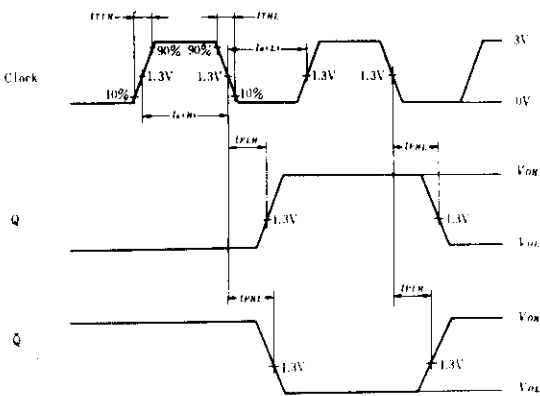 tTLH tTHL
90% 90% tw(L) 3V
Clock 1.3V 1.3V 1.3V 1.3V
10% 10% 0V
tw(H)
tPLH tPHL
VOH
Q 1.3V 1.3V
VOL
tPHL tPLH
VOH
Q̄
1.3V 1.3V
VOL